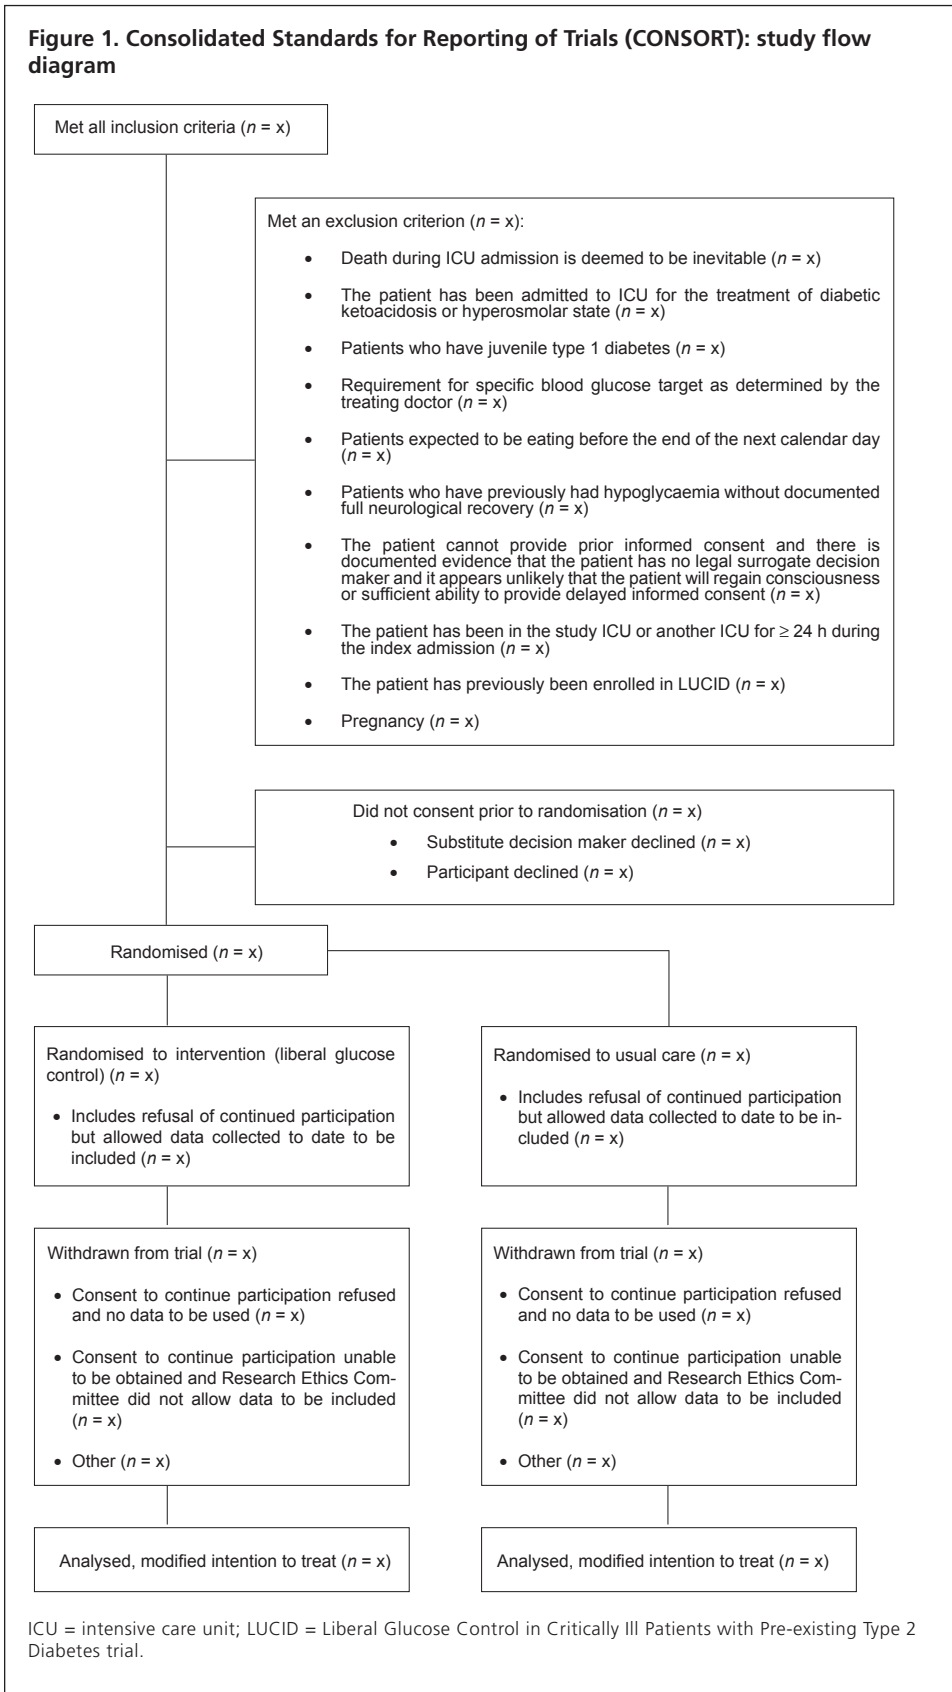 Figure 1. Consolidated Standards for Reporting of Trials (CONSORT): study flow
diagram
Met all inclusion criteria (n = x)
Met an exclusion criterion (n = x):
• Death during ICU admission is deemed to be inevitable (n = x)
• The patient has been admitted to ICU for the treatment of diabetic
ketoacidosis or hyperosmolar state (n = x)
• Patients who have juvenile type 1 diabetes (n = x)
• Requirement for specific blood glucose target as determined by the
treating doctor (n = x)
• Patients expected to be eating before the end of the next calendar day
(n = x)
• Patients who have previously had hypoglycaemia without documented
full neurological recovery (n = x)
• The patient cannot provide prior informed consent and there is
documented evidence that the patient has no legal surrogate decision
maker and it appears unlikely that the patient will regain consciousness
or sufficient ability to provide delayed informed consent (n = x)
• The patient has been in the study ICU or another ICU for ≥ 24 h during
the index admission (n = x)
• The patient has previously been enrolled in LUCID (n = x)
• Pregnancy (n = x)
Did not consent prior to randomisation (n = x)
• Substitute decision maker declined (n = x)
• Participant declined (n = x)
Randomised (n = x)
Randomised to intervention (liberal glucose
control) (n = x)
• Includes refusal of continued participation
but allowed data collected to date to be
included (n = x)
Randomised to usual care (n = x)
• Includes refusal of continued participation
but allowed data collected to date to be in-
cluded (n = x)
Withdrawn from trial (n = x)
• Consent to continue participation refused
and no data to be used (n = x)
• Consent to continue participation unable
to be obtained and Research Ethics Com-
mittee did not allow data to be included
(n = x)
• Other (n = x)
Withdrawn from trial (n = x)
• Consent to continue participation refused
and no data to be used (n = x)
• Consent to continue participation unable
to be obtained and Research Ethics Com-
mittee did not allow data to be included
(n = x)
• Other (n = x)
Analysed, modified intention to treat (n = x)
Analysed, modified intention to treat (n = x)
ICU = intensive care unit; LUCID = Liberal Glucose Control in Critically Ill Patients with Pre-existing Type 2
Diabetes trial.